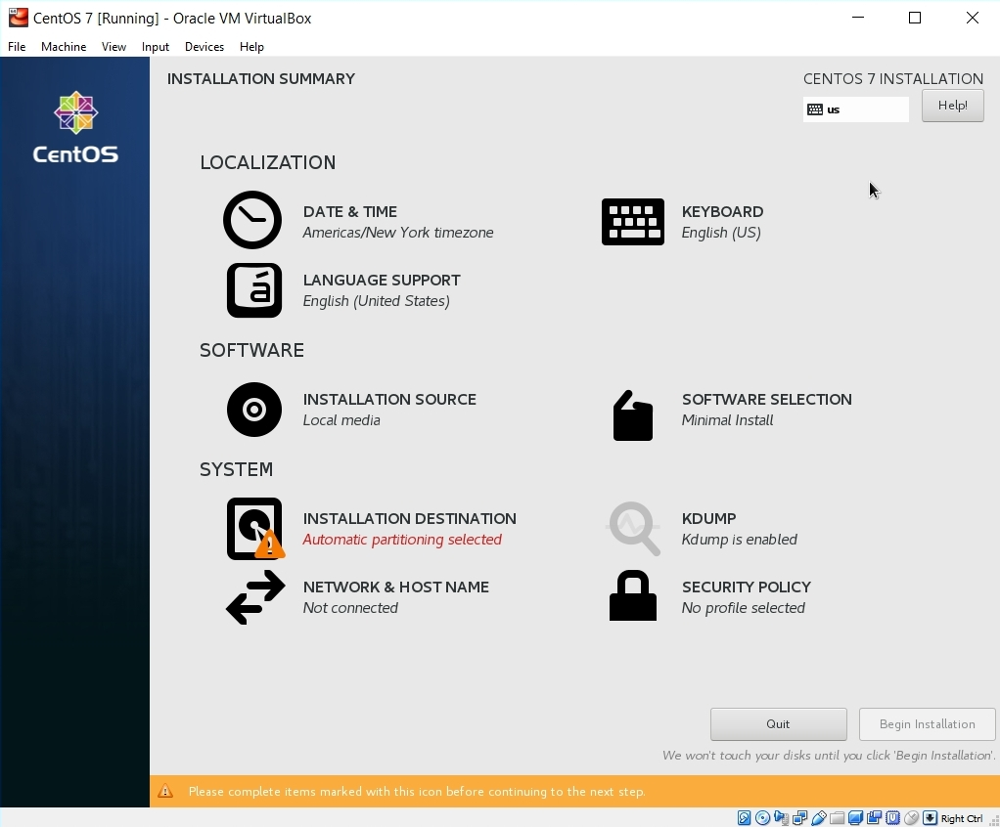 CentOS 7 [Running] - Oracle VM VirtualBox
File Machine View Input Devices Help
INSTALLATION SUMMARY
CENTOS 7 INSTALLATION
us
Help!
CentOS
LOCALIZATION
DATE & TIME
Americas/New York timezone
KEYBOARD
English (US)
LANGUAGE SUPPORT
English (United States)
SOFTWARE
INSTALLATION SOURCE
Local media
SOFTWARE SELECTION
Minimal Install
SYSTEM
INSTALLATION DESTINATION
Automatic partitioning selected
KDUMP
Kdump is enabled
NETWORK & HOST NAME
Not connected
SECURITY POLICY
No profile selected
Quit
Begin Installation
We won't touch your disks until you click 'Begin Installation'.
Please complete items marked with this icon before continuing to the next step.
Right Ctrl